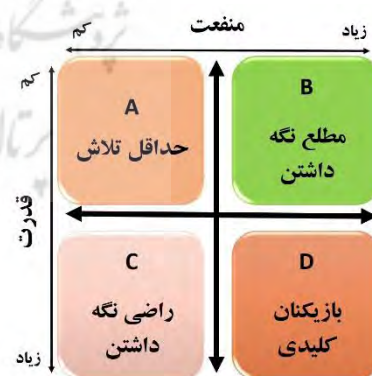 منفعت
زیاد
کم
کم
قدرت
زیاد
B
مطلع نگه
داشتن
A
حداقل تلاش
D
بازیکنان
کلیدی
C
راضی نگه
داشتن